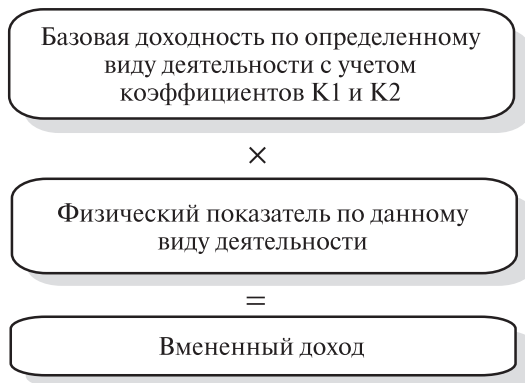 Базовая доходность по определенному
виду деятельности с учетом
коэффициентов К1 и К2
×
Физический показатель по данному
виду деятельности
=
Вмененный доход